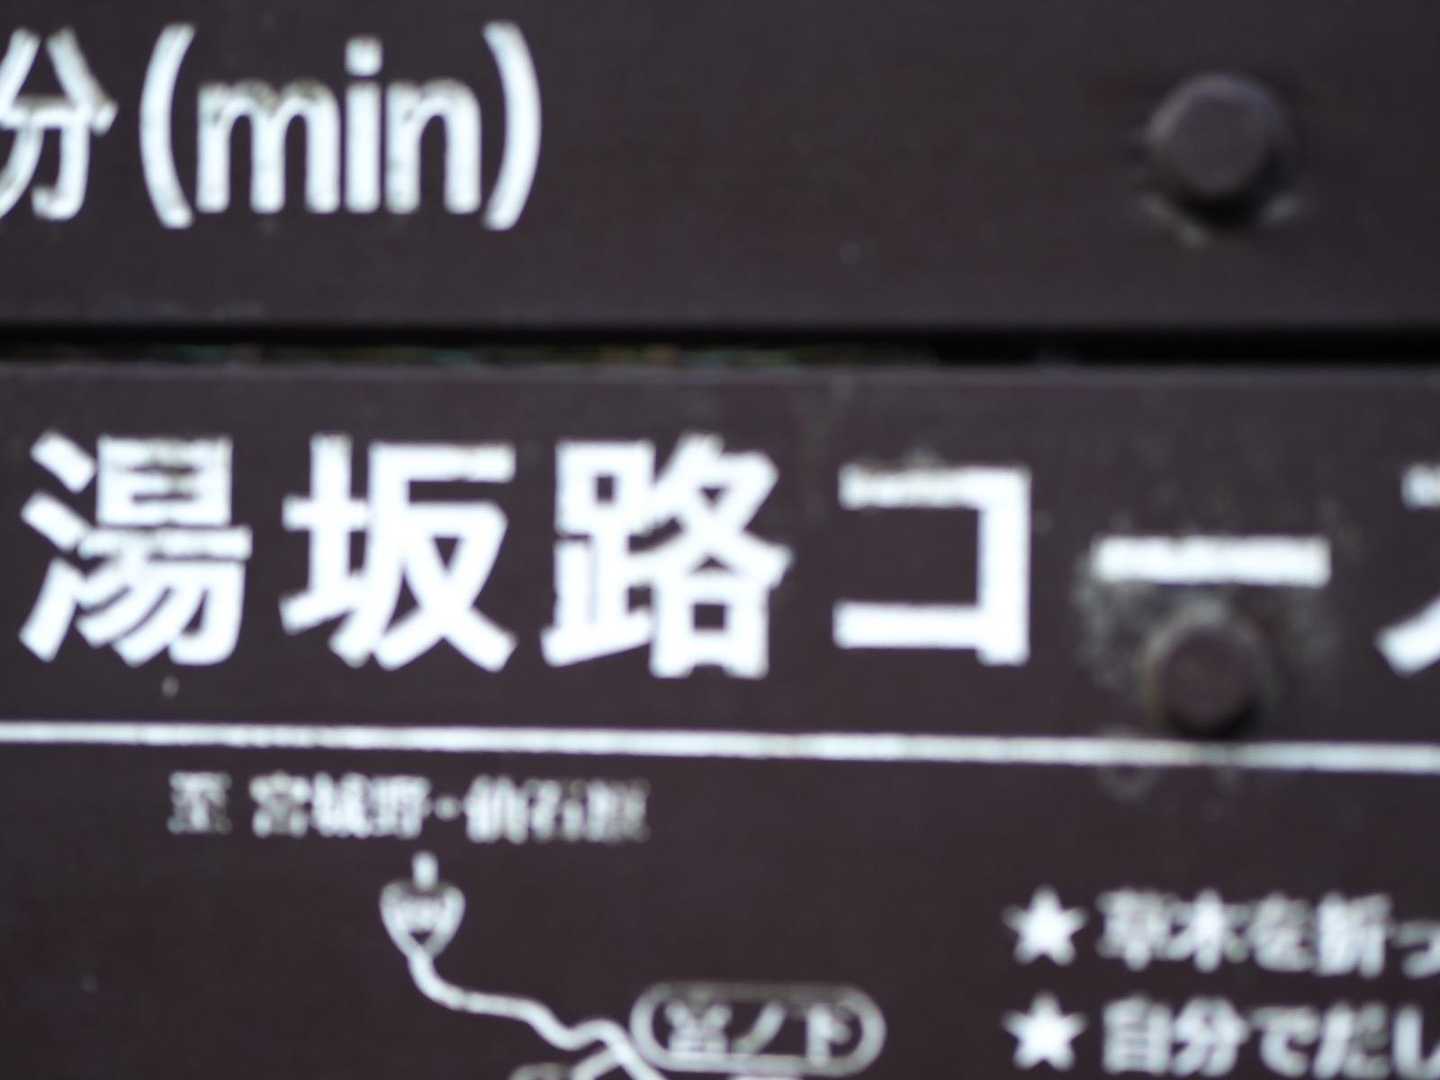 分(min)
湯坂路コース
至 宮城野・仙石原
★草木を折っ
宮ノ下
★自分でだし